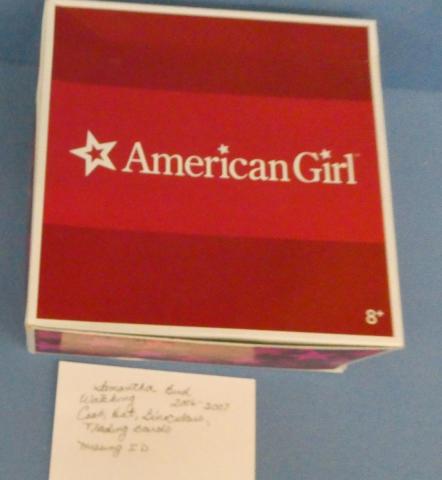 American Girl
8+
Samantha Bird
Watching 2006-2007
Coat, Hat, Binoculars,
Trading Cards
Missing ID